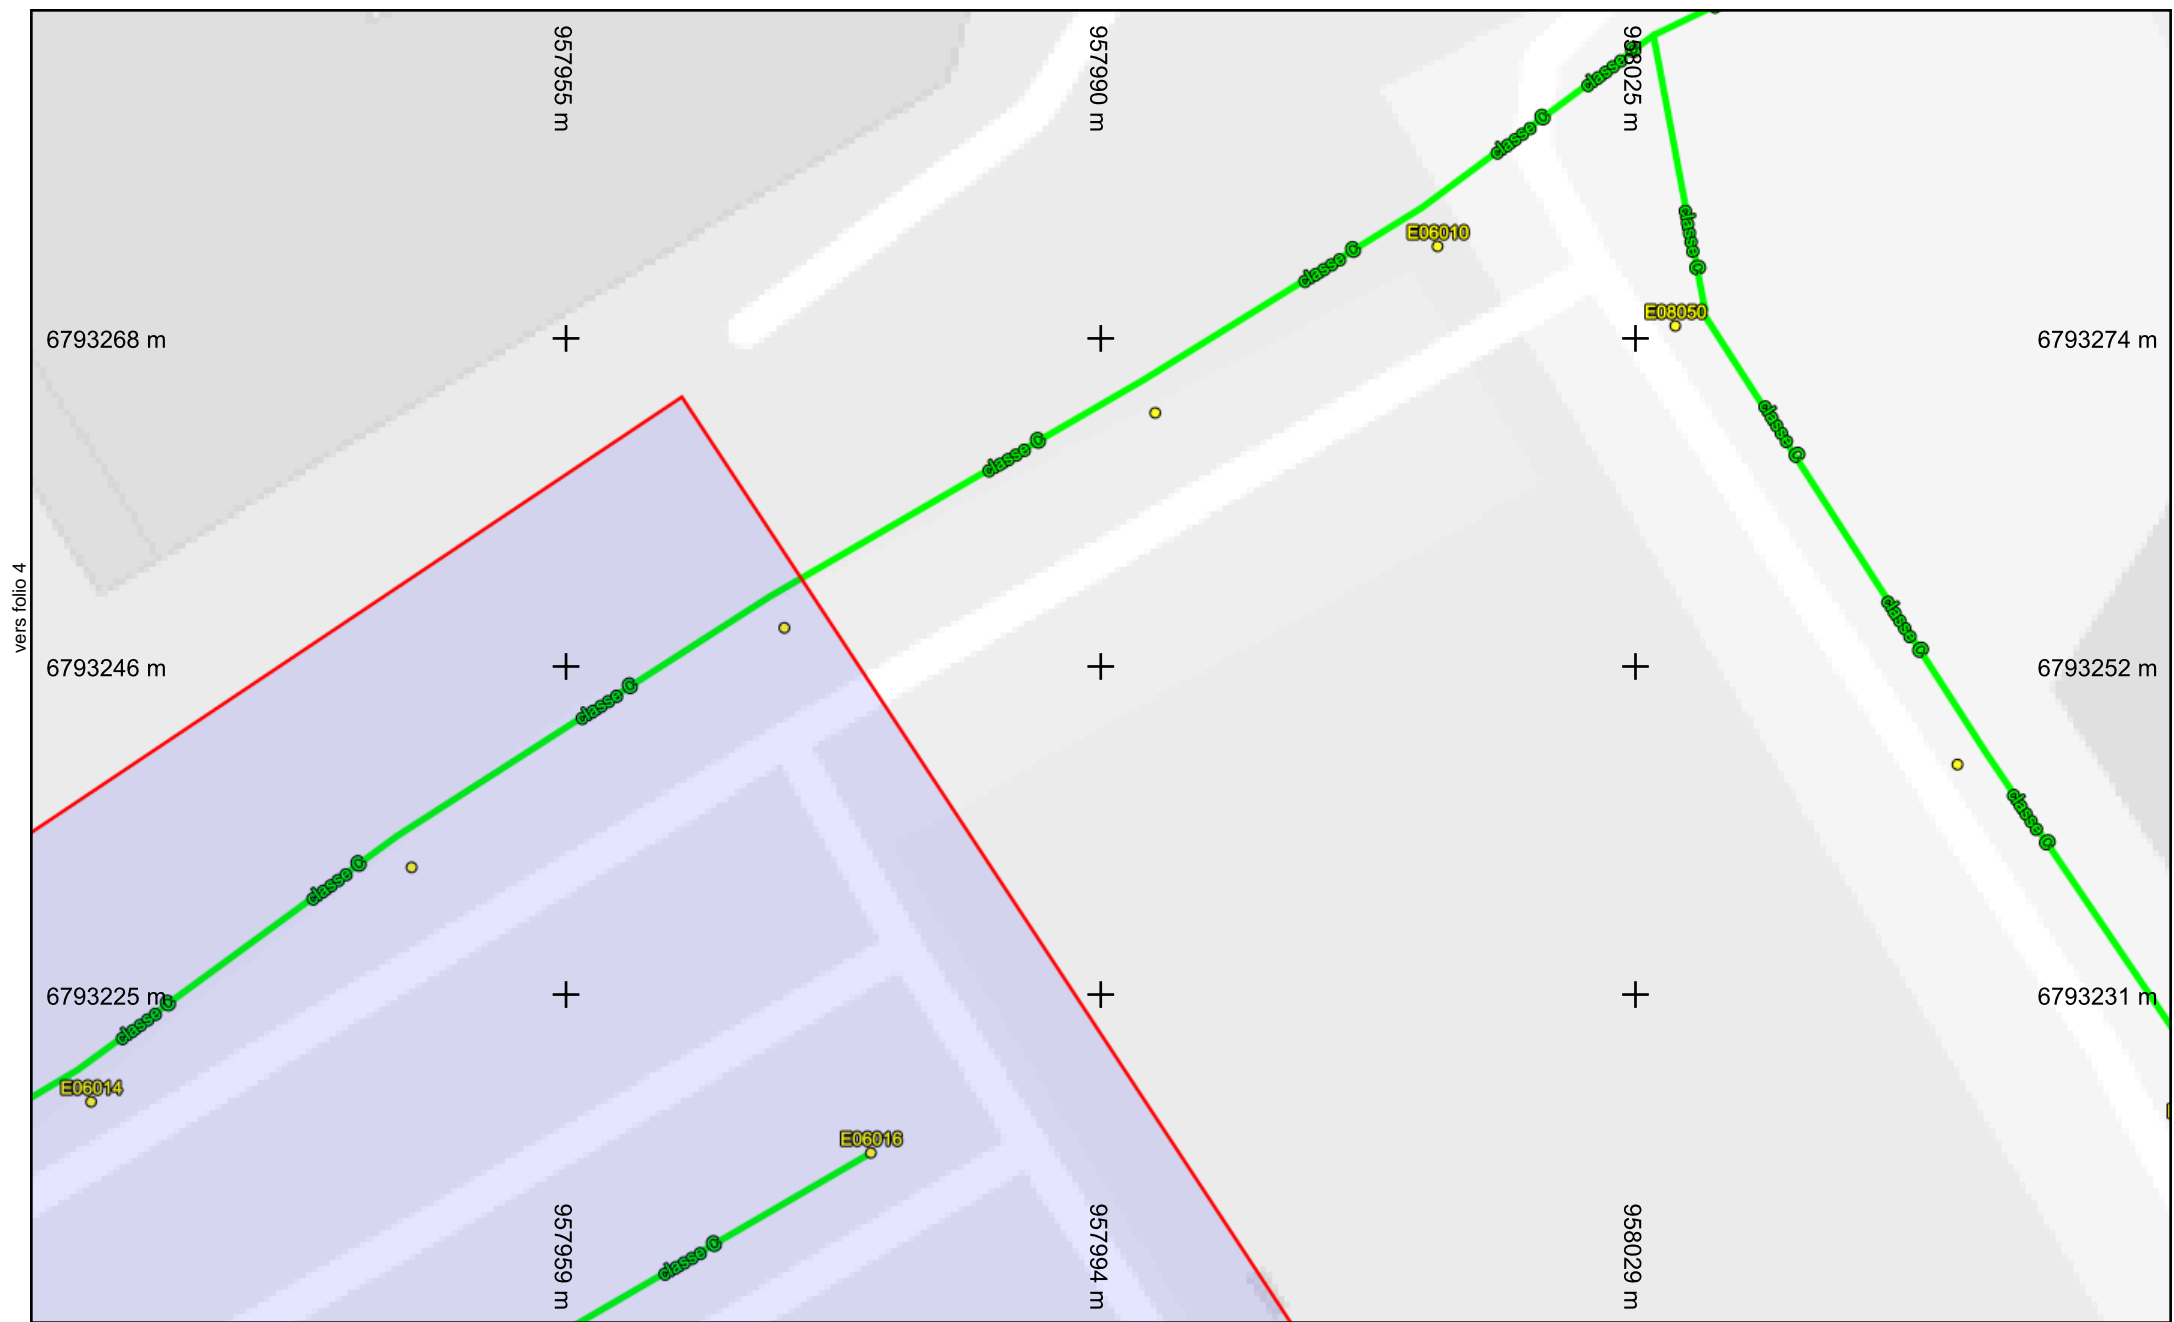 957955 m
957990 m
958025 m
classe C
classe C
classe C
E06010
classe C
E08050
6793268 m
6793274 m
classe C
classe C
vers folio 4
classe C
6793246 m
6793252 m
classe C
classe C
classe C
6793225 m
6793231 m
classe C
E06014
E06016
classe C
957959 m
957994 m
958029 m